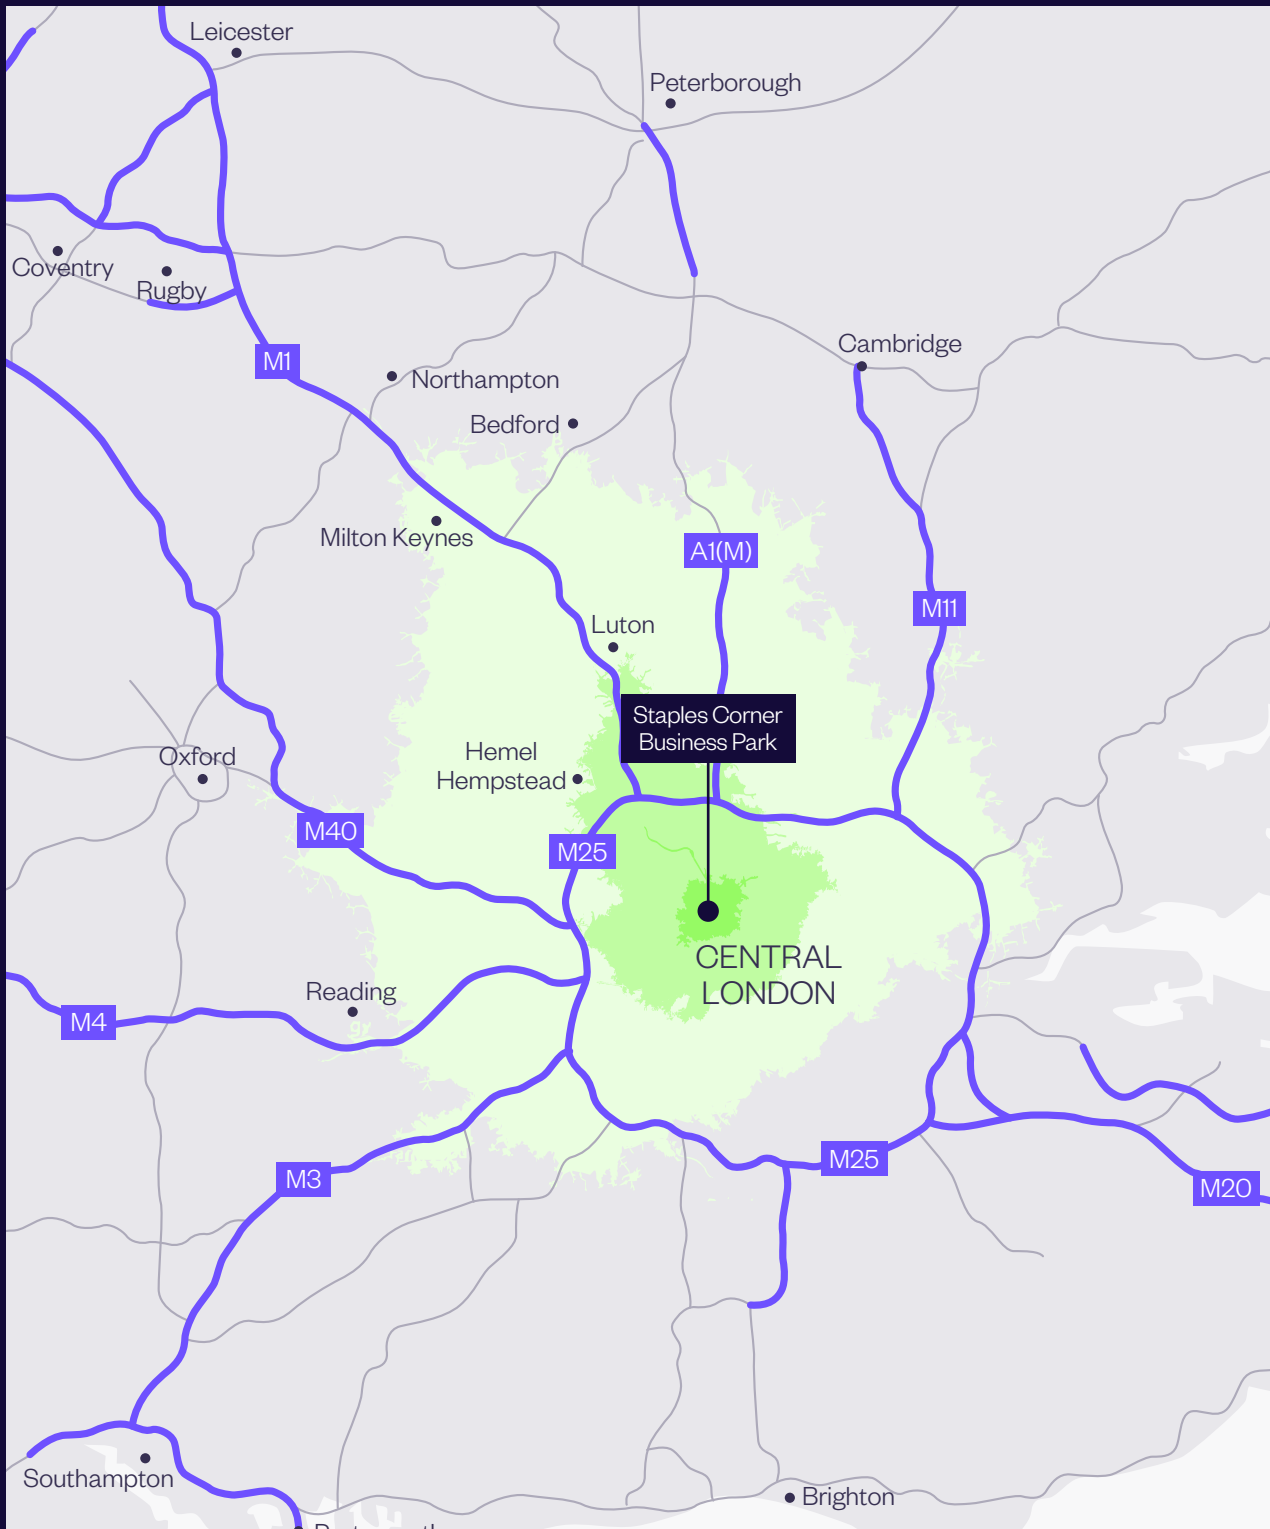 Leicester
Peterborough
Coventry
Rugby
M1
Cambridge
Northampton
Bedford
Milton Keynes
A1(M)
M11
Luton
Staples Corner
Business Park
Hemel
Hempstead
Oxford
M40
M25
CENTRAL
LONDON
Reading
M4
M25
M3
M20
Southampton
Brighton